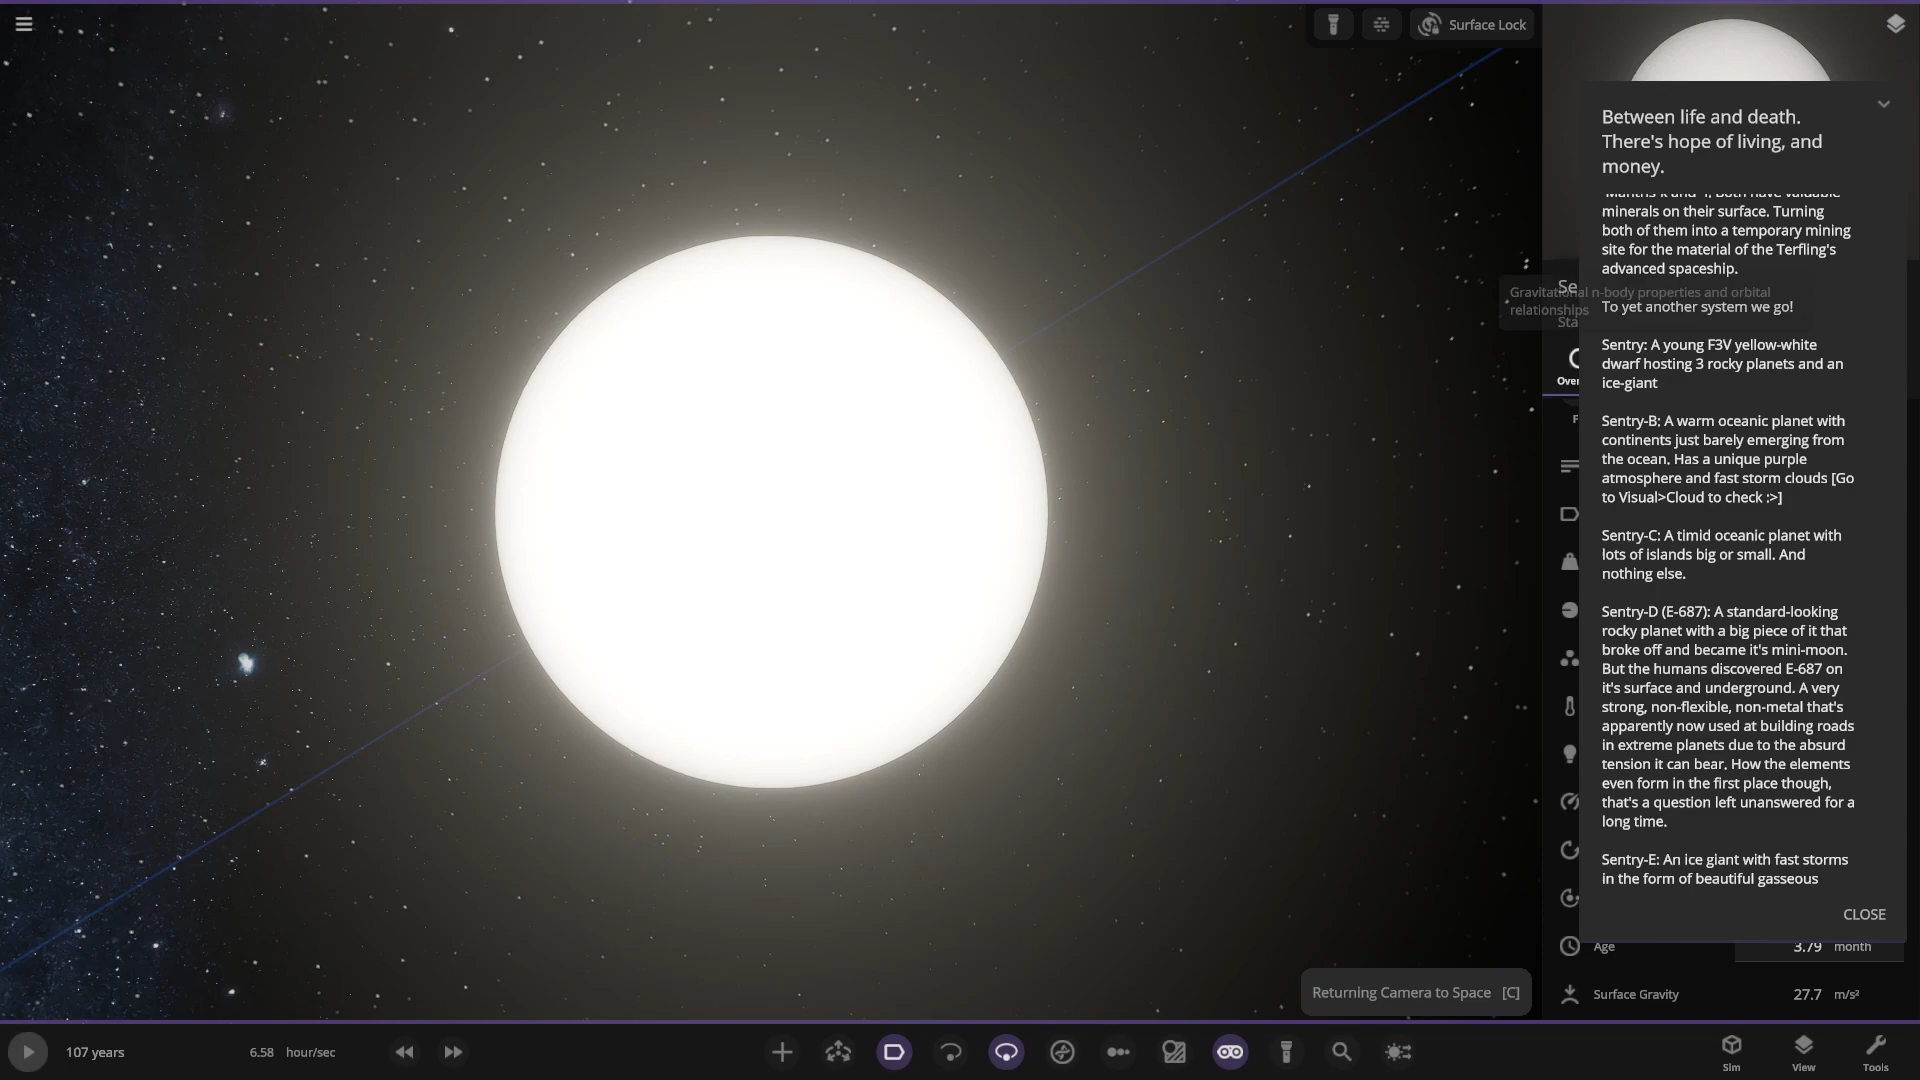 Surface Lock
Between life and death.
There's hope of living, and
money.
minerals on their surface. Turning
both of them into a temporary mining
site for the material of the Terfling's
advanced spaceship.
Gravitational n-body properties and orbital
relationships
Se
Sta
To yet another system we go!
Sentry: A young F3V yellow-white
dwarf hosting 3 rocky planets and an
ice-giant
Over
F
Sentry-B: A warm oceanic planet with
continents just barely emerging from
the ocean. Has a unique purple
atmosphere and fast storm clouds [Go
to Visual>Cloud to check :>]
Sentry-C: A timid oceanic planet with
lots of islands big or small. And
nothing else.
Sentry-D (E-687): A standard-looking
rocky planet with a big piece of it that
broke off and became it's mini-moon.
But the humans discovered E-687 on
it's surface and underground. A very
strong, non-flexible, non-metal that's
apparently now used at building roads
in extreme planets due to the absurd
tension it can bear. How the elements
even form in the first place though,
that's a question left unanswered for a
long time.
Sentry-E: An ice giant with fast storms
in the form of beautiful gasseous
CLOSE
Age 3.79 month
Returning Camera to Space [C]
Surface Gravity 27.7 m/s²
107 years
6.58 hour/sec
Sim
View
Tools